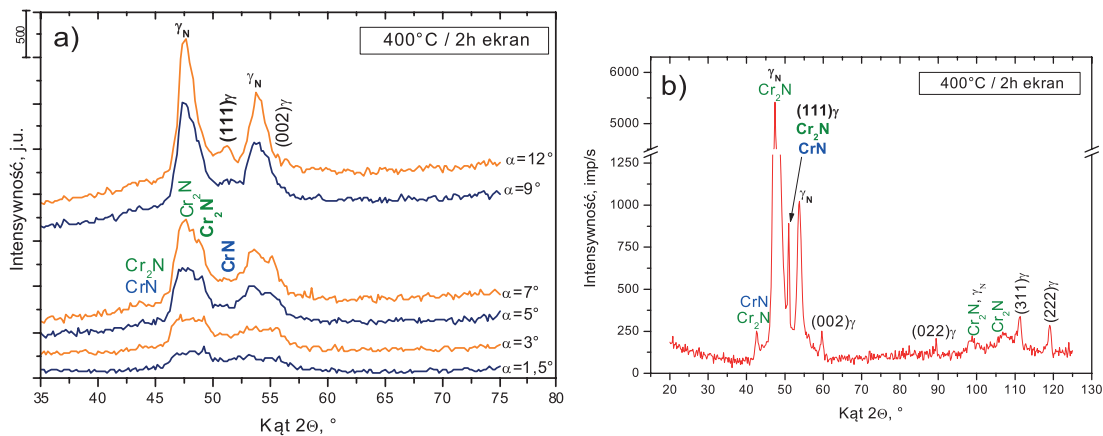 a)
400°C / 2h ekran
500
Intensywność, j.u.
γN
(111)γ
γN
(002)γ
α=12°
α=9°
Cr2N
Cr2N
CrN
Cr2N
CrN
α=7°
α=5°
α=3°
α=1,5°
35 40 45 50 55 60 65 70 75
Kąt 2Θ, °
b)
400°C / 2h ekran
Intensywność, imp/s
6000
5000
1250
1000
750
500
250
0
γN
Cr2N
(111)γ
Cr2N
CrN
γN
CrN
Cr2N
(002)γ
(022)γ
Cr2N, γN
Cr2N
(311)γ
(222)γ
10 20 30 40 50 60 70 80 90 100 110 120 130
Kąt 2Θ, °